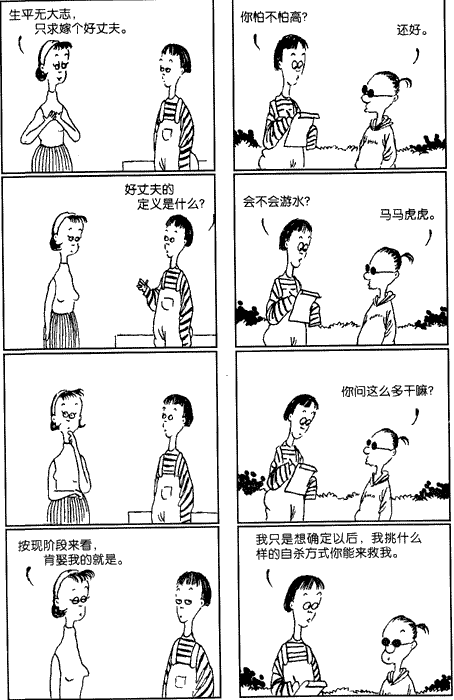 生平无大志，
只求嫁个好丈夫。
好丈夫的
定义是什么?
按现阶段来看，
肯娶我的就是。
你怕不怕高?
还好。
会不会游水?
马马虎虎。
你问这么多干嘛?
我只是想确定以后，我挑什么
样的自杀方式你能来救我。